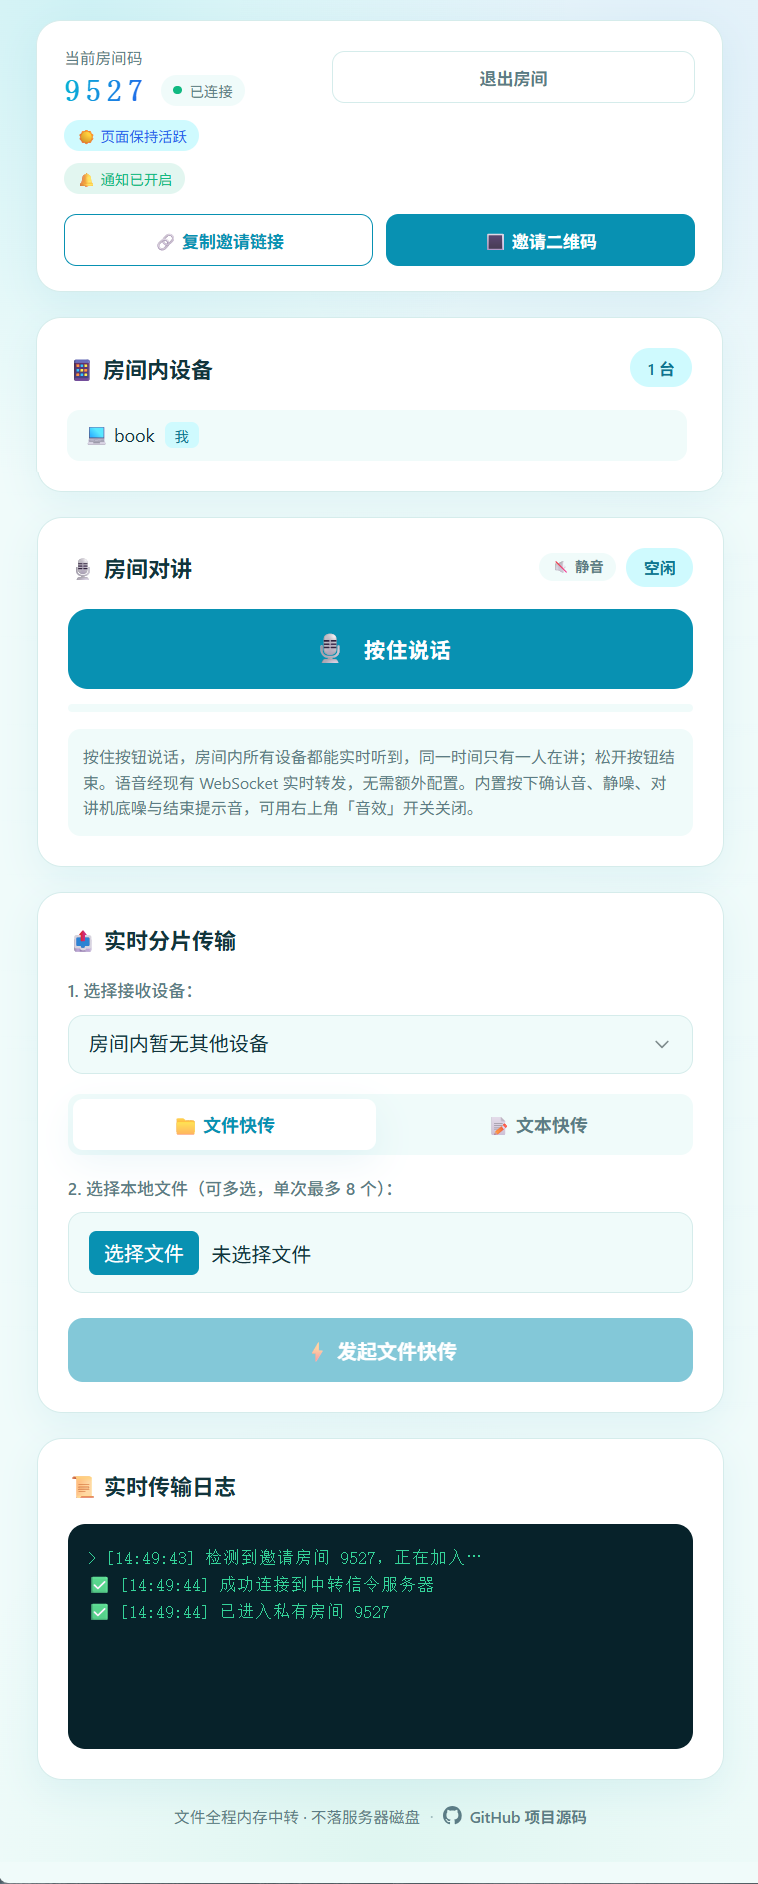 当前房间码
9527 已连接
退出房间
页面保持活跃
通知已开启
复制邀请链接
邀请二维码
房间内设备
1 台
book 我
房间对讲
静音
空闲
按住说话
按住按钮说话，房间内所有设备都能实时听到，同一时间只有一人在讲；松开按钮结
束。语音经现有 WebSocket 实时转发，无需额外配置。内置按下确认音、静噪、对
讲机底噪与结束提示音，可用右上角「音效」开关关闭。
实时分片传输
1. 选择接收设备：
房间内暂无其他设备
文件快传
文本快传
2. 选择本地文件（可多选，单次最多 8 个）：
选择文件 未选择文件
发起文件快传
实时传输日志
> [14:49:43] 检测到邀请房间 9527，正在加入…
✅ [14:49:44] 成功连接到中转信令服务器
✅ [14:49:44] 已进入私有房间 9527
文件全程内存中转 · 不落服务器磁盘 · GitHub 项目源码